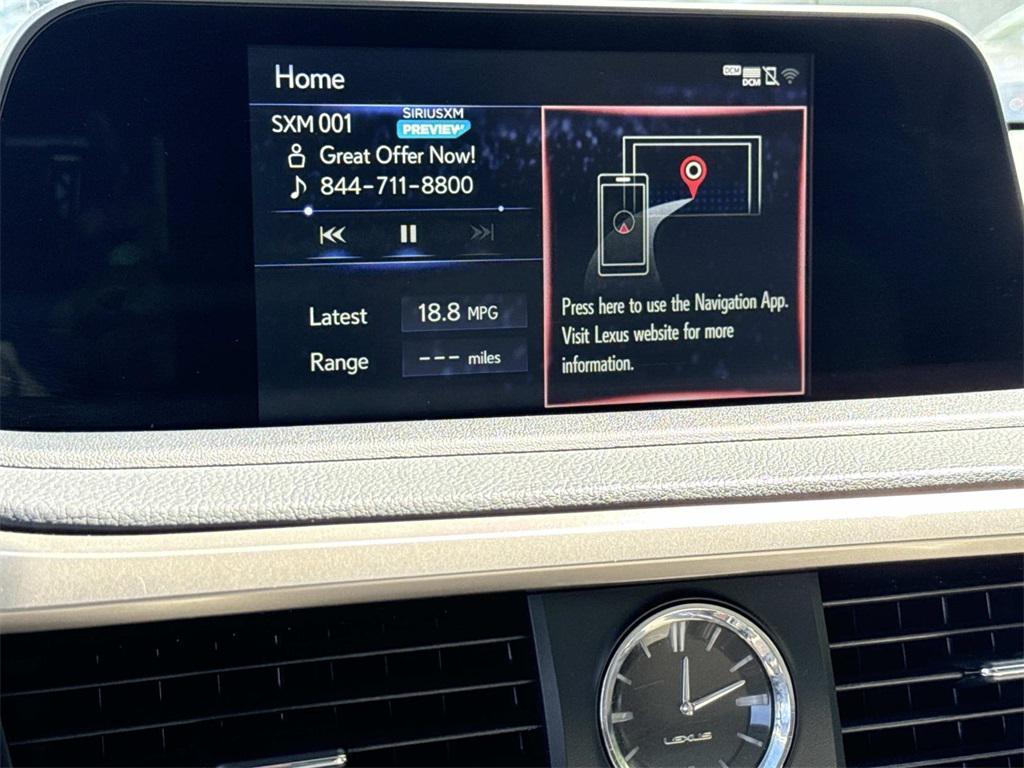 Home
DCM
DCM
SXM 001
SIRIUSXM
PREVIEW
Great Offer Now!
844-711-8800
Latest
18.8 MPG
Range
--- miles
Press here to use the Navigation App.
Visit Lexus website for more
information.
LEXUS